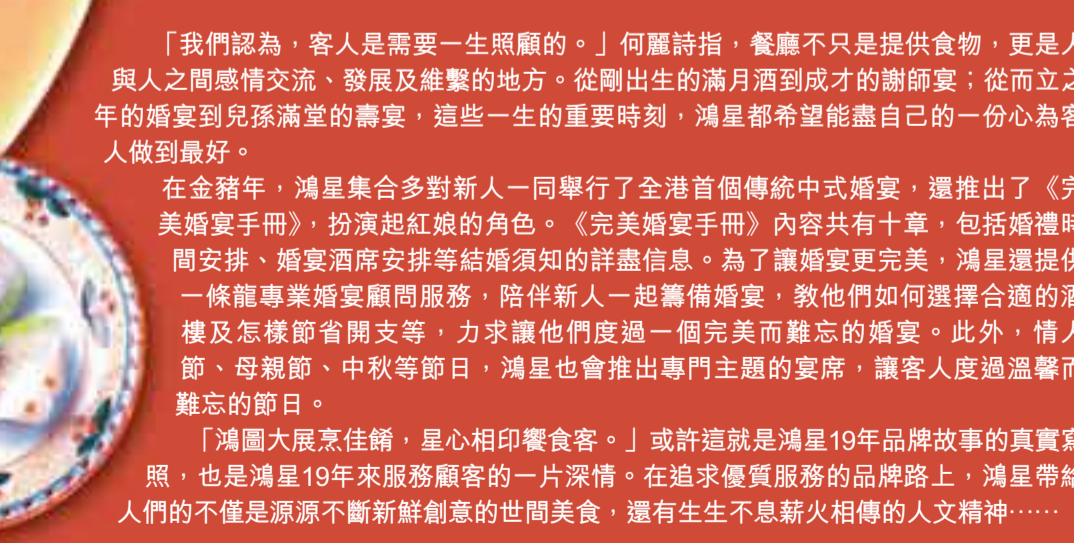 「我們認為，客人是需要一生照顧的。」何麗詩指，餐廳不只是提供食物，更是人
與人之間感情交流、發展及維繫的地方。從剛出生的滿月酒到成才的謝師宴；從而立之
年的婚宴到兒孫滿堂的壽宴，這些一生的重要時刻，鴻星都希望能盡自己的一份心為客
人做到最好。
在金豬年，鴻星集合多對新人一同舉行了全港首個傳統中式婚宴，還推出了《完
美婚宴手冊》，扮演起紅娘的角色。《完美婚宴手冊》內容共有十章，包括婚禮時
間安排、婚宴酒席安排等結婚須知的詳盡信息。為了讓婚宴更完美，鴻星還提供
一條龍專業婚宴顧問服務，陪伴新人一起籌備婚宴，教他們如何選擇合適的酒
樓及怎樣節省開支等，力求讓他們度過一個完美而難忘的婚宴。此外，情人
節、母親節、中秋等節日，鴻星也會推出專門主題的宴席，讓客人度過溫馨而
難忘的節日。
「鴻圖大展烹佳餚，星心相印饗食客。」或許這就是鴻星19年品牌故事的真實寫
照，也是鴻星19年來服務顧客的一片深情。在追求優質服務的品牌路上，鴻星帶給
人們的不僅是源源不斷新鮮創意的世間美食，還有生生不息薪火相傳的人文精神……